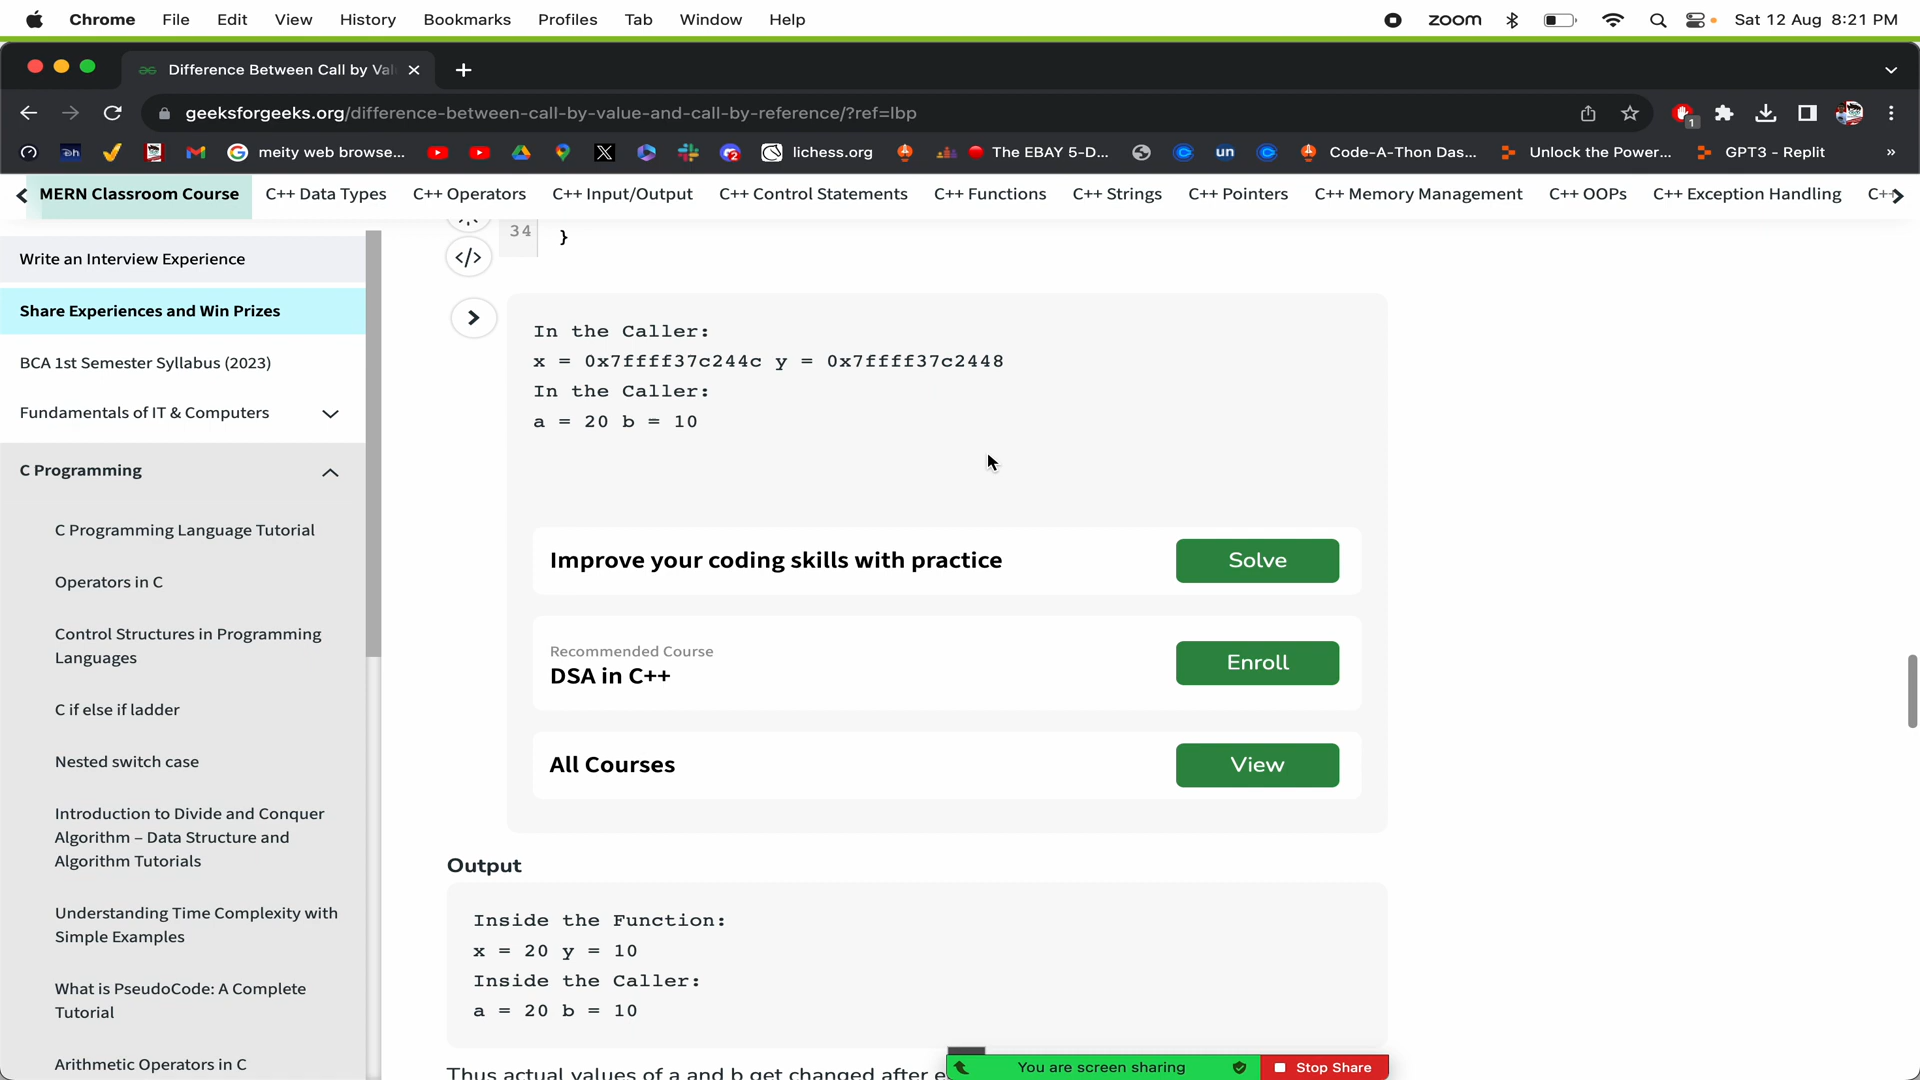 Chrome File Edit View History Bookmarks Profiles Tab Window Help zoom Sat 12 Aug 8:21 PM
Difference Between Call by Val
geeksforgeeks.org/difference-between-call-by-value-and-call-by-reference/?ref=lbp
meity web browse... lichess.org The EBAY 5-D... un Code-A-Thon Das... Unlock the Power... GPT3 - Replit »
MERN Classroom Course C++ Data Types C++ Operators C++ Input/Output C++ Control Statements C++ Functions C++ Strings C++ Pointers C++ Memory Management C++ OOPs C++ Exception Handling C++
34 }
</>
Write an Interview Experience
Share Experiences and Win Prizes
BCA 1st Semester Syllabus (2023)
Fundamentals of IT & Computers
C Programming
C Programming Language Tutorial
Operators in C
Control Structures in Programming
Languages
C if else if ladder
Nested switch case
Introduction to Divide and Conquer
Algorithm – Data Structure and
Algorithm Tutorials
Understanding Time Complexity with
Simple Examples
What is PseudoCode: A Complete
Tutorial
Arithmetic Operators in C
In the Caller:
x = 0x7ffff37c244c y = 0x7ffff37c2448
In the Caller:
a = 20 b = 10
Improve your coding skills with practice
Solve
Recommended Course
DSA in C++
Enroll
All Courses
View
Output
Inside the Function:
x = 20 y = 10
Inside the Caller:
a = 20 b = 10
Thus actual values of a and b get changed after e
You are screen sharing Stop Share